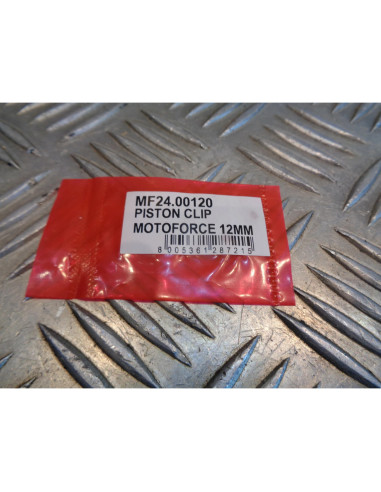 MF24.00120
PISTON CLIP
MOTOFORCE 12MM
8 005361 287215